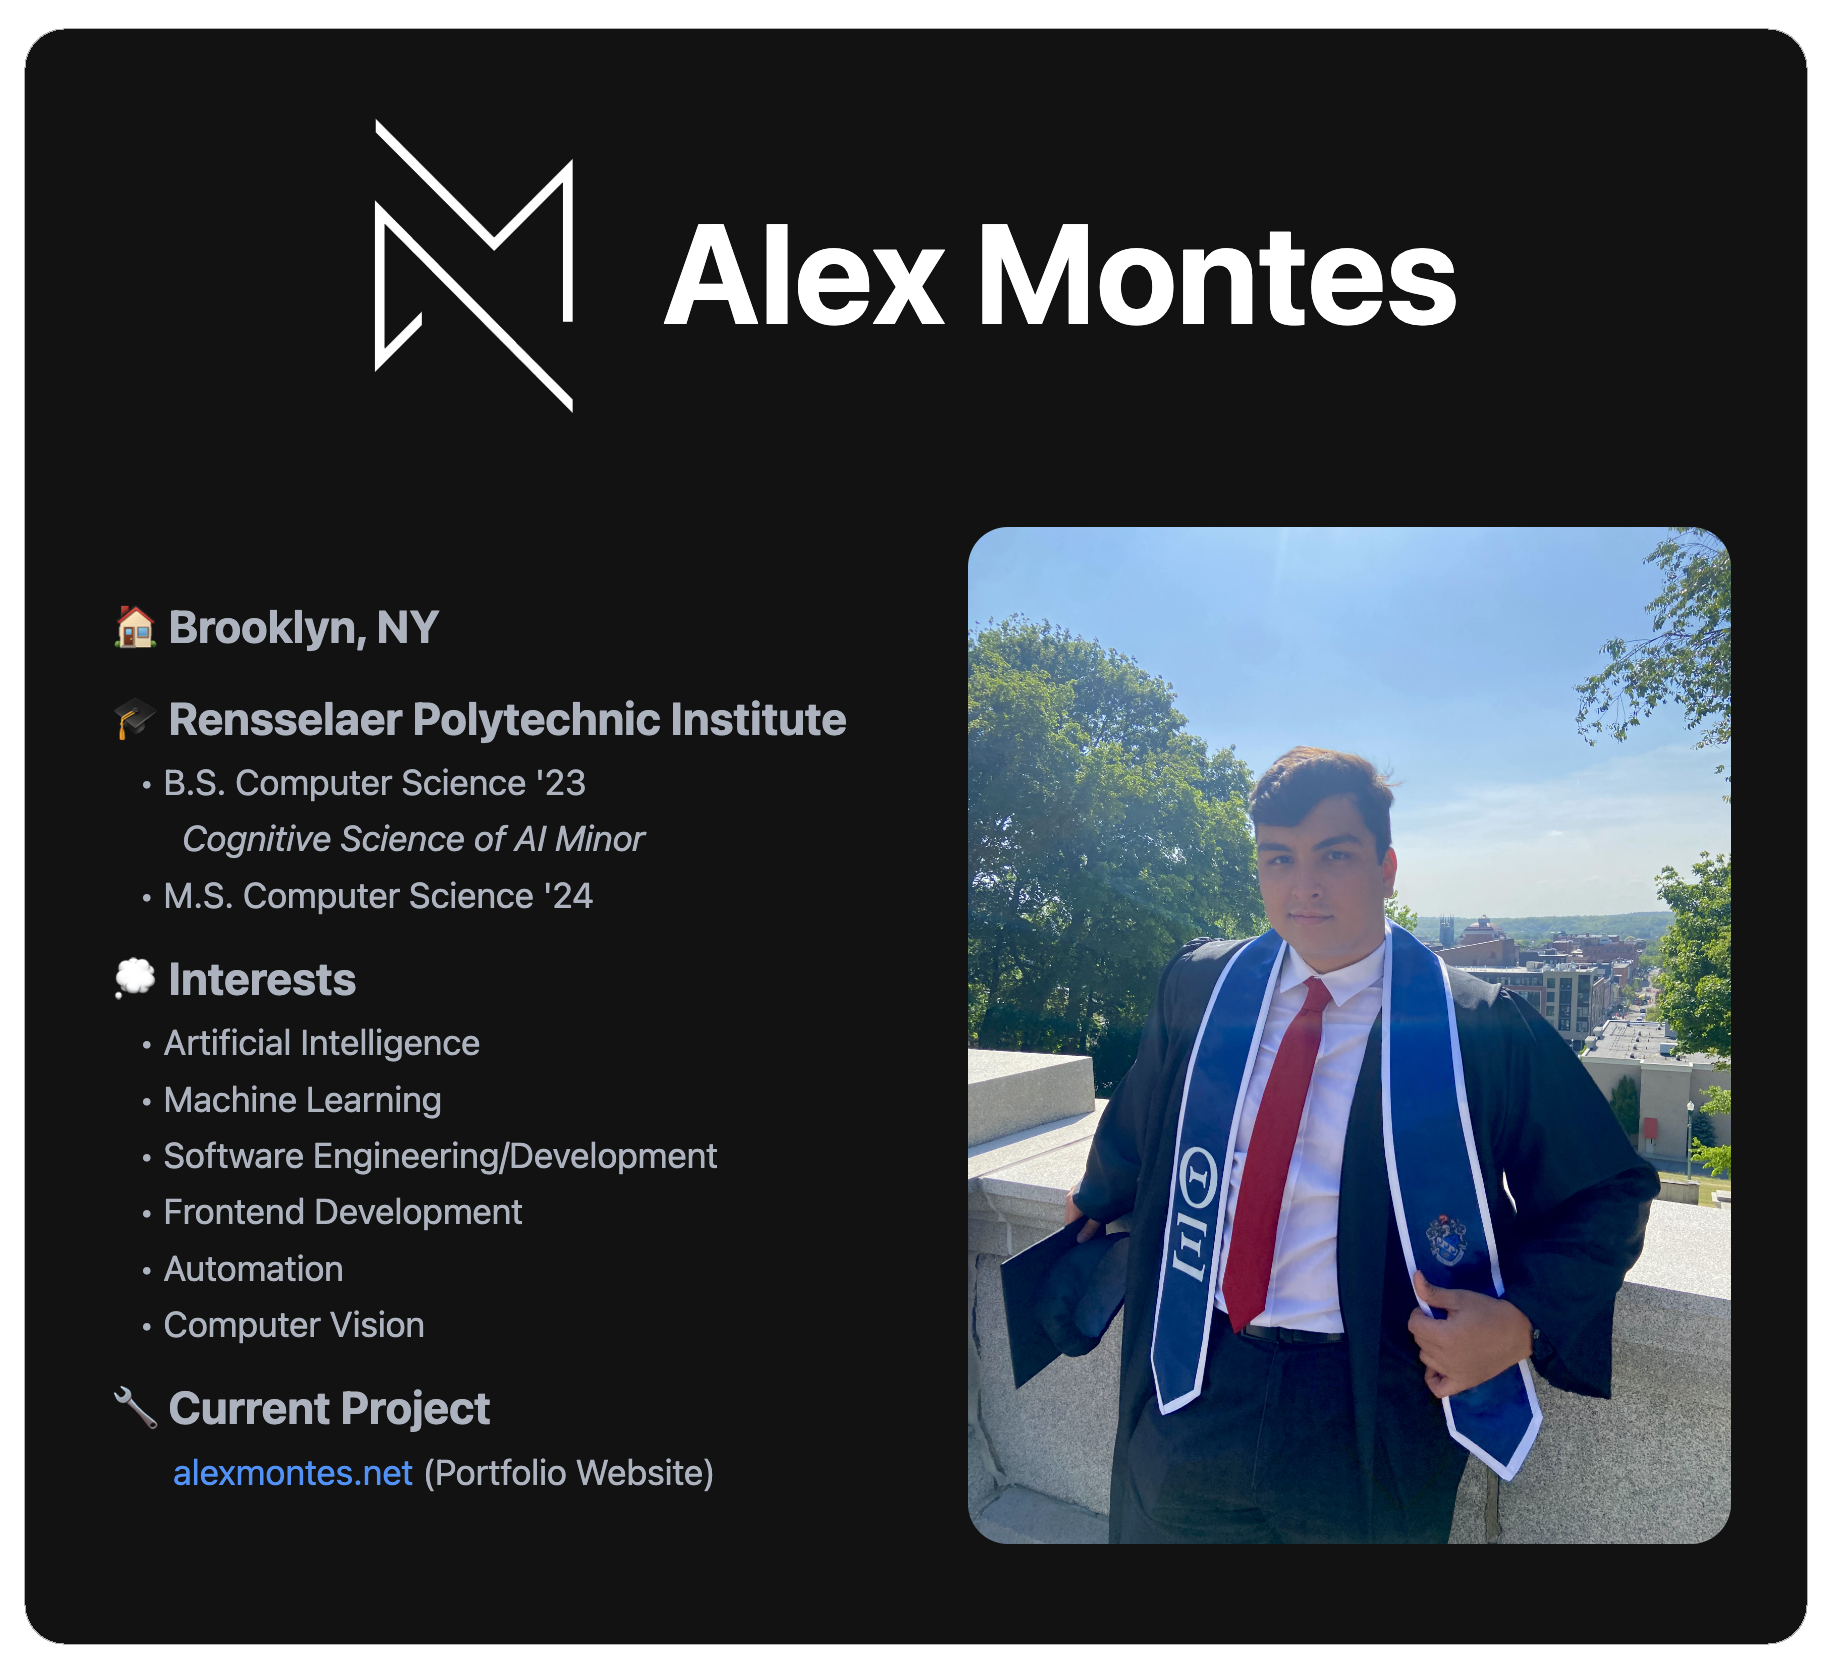 Alex Montes
🏠 Brooklyn, NY
🎓 Rensselaer Polytechnic Institute
• B.S. Computer Science '23
Cognitive Science of AI Minor
• M.S. Computer Science '24
💭 Interests
• Artificial Intelligence
• Machine Learning
• Software Engineering/Development
• Frontend Development
• Automation
• Computer Vision
🔧 Current Project
alexmontes.net (Portfolio Website)